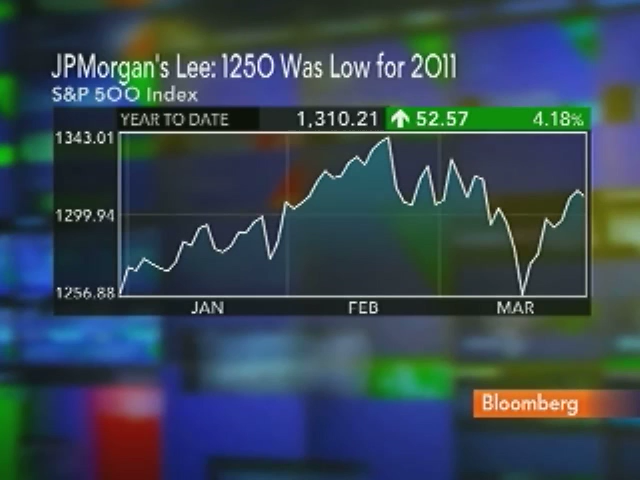 JPMorgan's Lee: 1250 Was Low for 2011
S&P 500 Index
YEAR TO DATE 1,310.21 52.57 4.18%
1343.01
1299.94
1256.88
JAN FEB MAR
Bloomberg